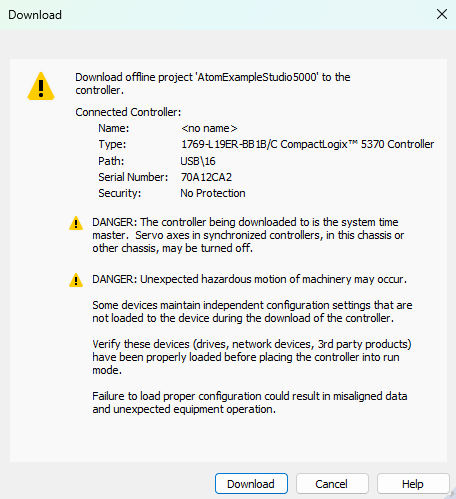 Download
Download offline project 'AtomExampleStudio5000' to the
controller.
Connected Controller:
Name: <no name>
Type: 1769-L19ER-BB1B/C CompactLogix™ 5370 Controller
Path: USB\16
Serial Number: 70A12CA2
Security: No Protection
DANGER: The controller being downloaded to is the system time
master.  Servo axes in synchronized controllers, in this chassis or
other chassis, may be turned off.
DANGER: Unexpected hazardous motion of machinery may occur.
Some devices maintain independent configuration settings that are
not loaded to the device during the download of the controller.
Verify these devices (drives, network devices, 3rd party products)
have been properly loaded before placing the controller into run
mode.
Failure to load proper configuration could result in misaligned data
and unexpected equipment operation.
Download Cancel Help